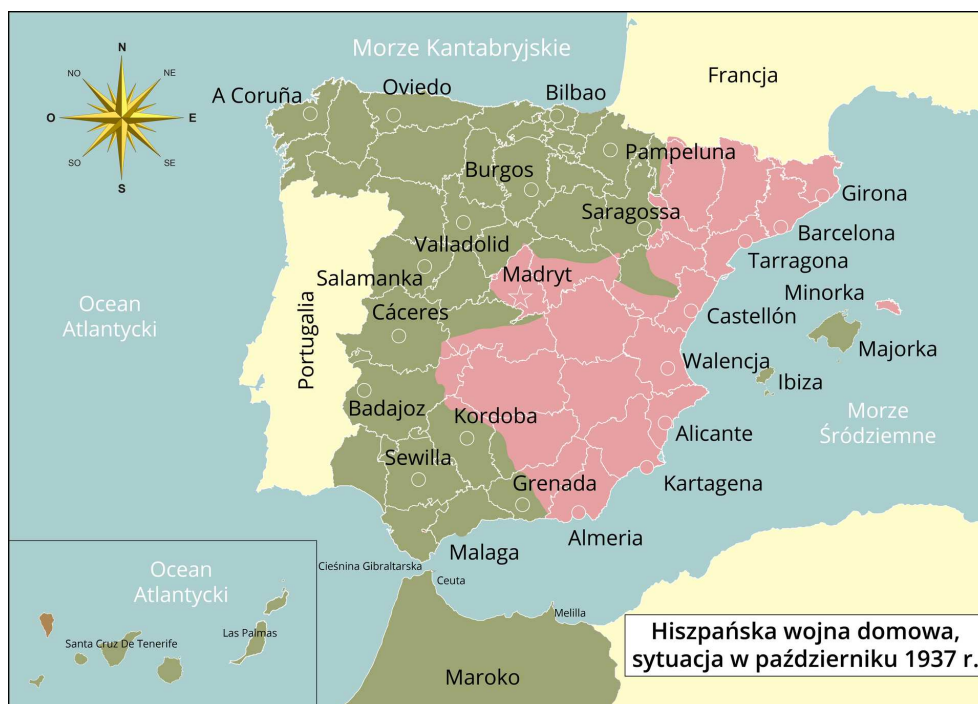 Morze Kantabryjskie
Francja
N
NO
NE
O
E
SO
SE
S
A Coruña
Oviedo
Bilbao
Pampeluna
Burgos
Girona
Saragossa
Barcelona
Valladolid
Tarragona
Salamanka
Madryt
Minorka
Ocean
Atlantycki
Cáceres
Castellón
Portugalia
Majorka
Walencja
Ibiza
Badajoz
Kordoba
Alicante
Morze
Śródziemne
Sewilla
Grenada
Kartagena
Almeria
Malaga
Cieśnina Gibraltarska
Ceuta
Melilla
Maroko
Ocean
Atlantycki
Las Palmas
Santa Cruz De Tenerife
Hiszpańska wojna domowa,
sytuacja w październiku 1937 r.